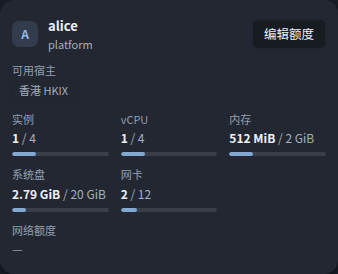 A
alice
platform
编辑额度
可用宿主
香港 HKIX
实例 vCPU 内存
1 / 4 1 / 4 512 MiB / 2 GiB
系统盘 网卡
2.79 GiB / 20 GiB 2 / 12
网络额度
—